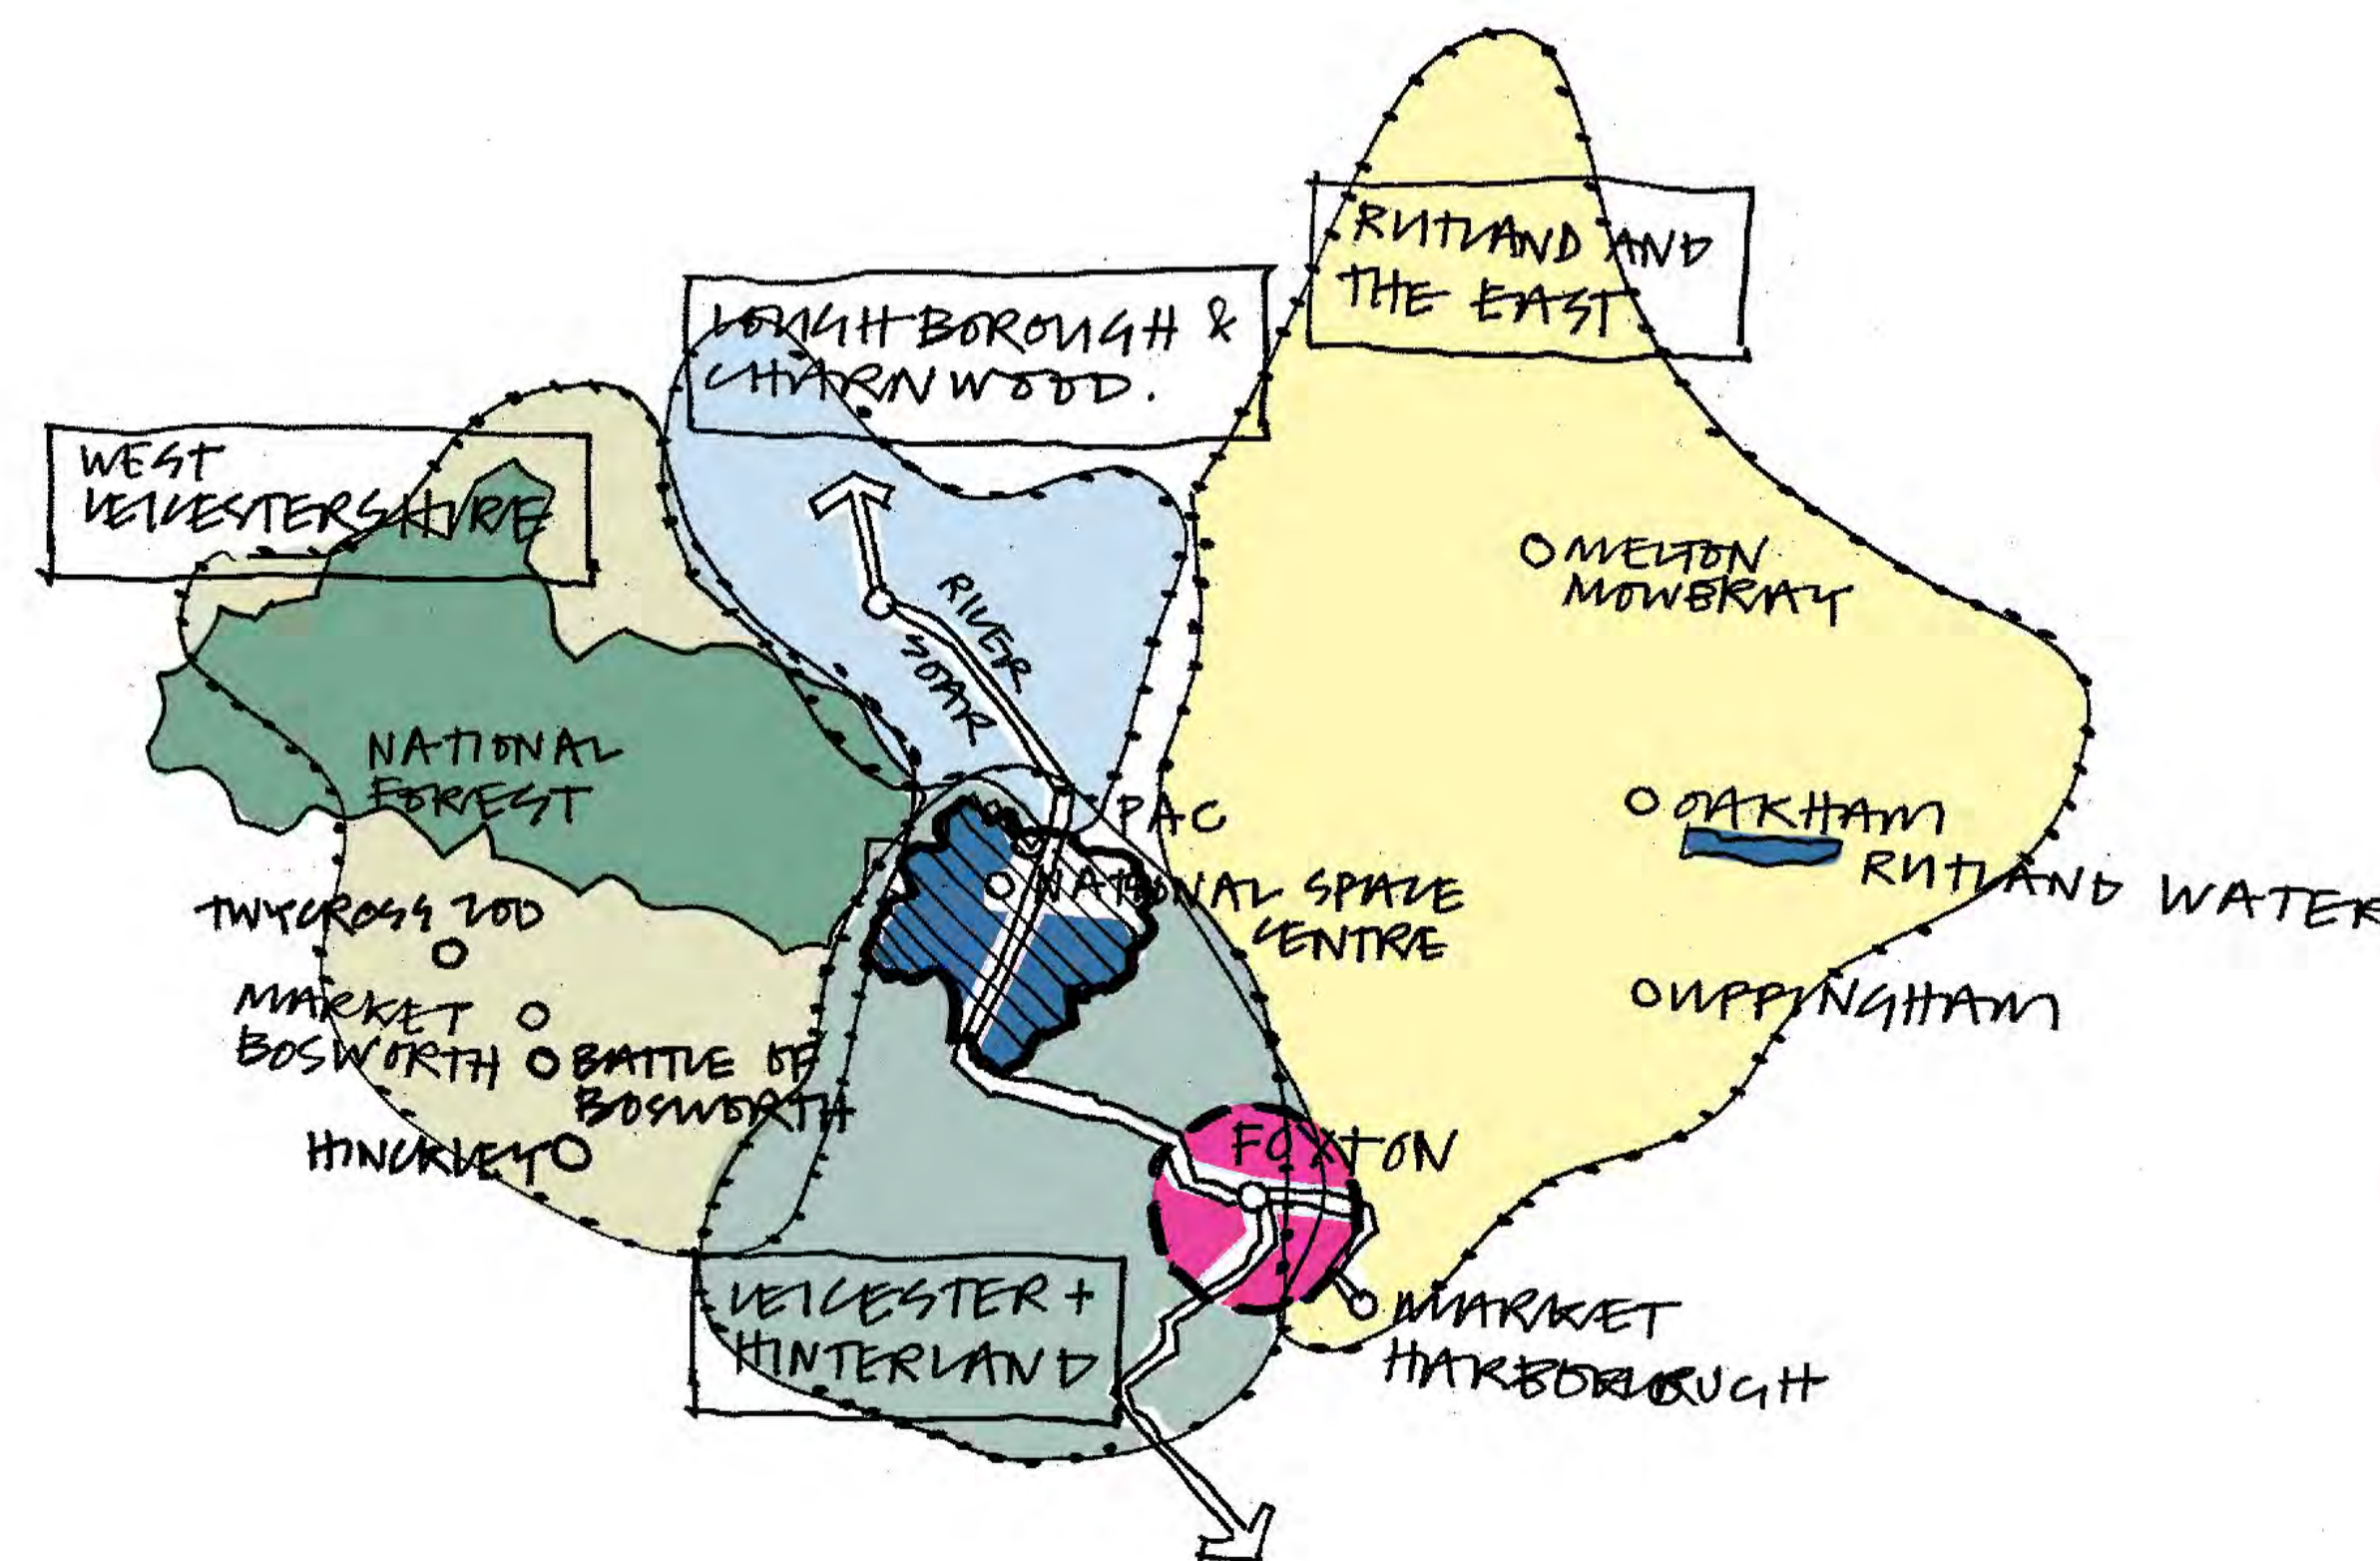 RUTLAND AND
THE EAST
LOUGHBOROUGH &
CHARNWOOD.
WEST
LEICESTERSHIRE
RIVER
SOAR
MELTON
MOWBRAY
NATIONAL
FOREST
PAC
OAKHAM
RUTLAND WATER
NATIONAL SPACE
CENTRE
TWYCROSS ZOO
MARKET
BOSWORTH
UPPINGHAM
BATTLE OF
BOSWORTH
HINCKLEY
FOXTON
LEICESTER +
HINTERLAND
MARKET
HARBOROUGH